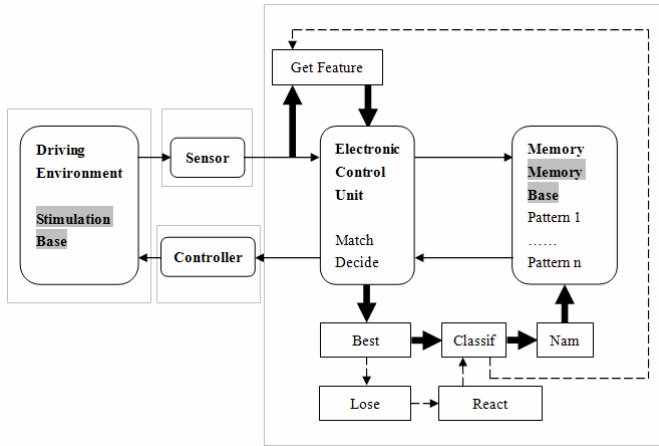 Get Feature
Driving
Environment
Stimulation
Base
Sensor
Controller
Electronic
Control
Unit
Match
Decide
Memory
Memory
Base
Pattern 1
......
Pattern n
Best
Classif
Nam
Lose
React